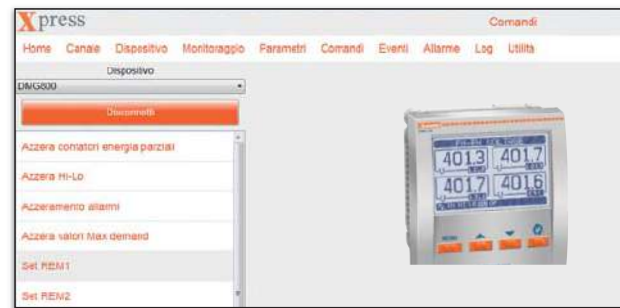 Xpress
Comandi
Home Canale Dispositivo Monitoraggio Parametri Comandi Eventi Allarme Log Utilità
Dispositivo
DMG800
Disconnetti
Azzera contatori energia parziali
Azzera Hi-Lo
Azzeramento allarmi
Azzera valori Max demand
Set REM1
Set REM2
401.3 401.7
401.7 401.6
MENU